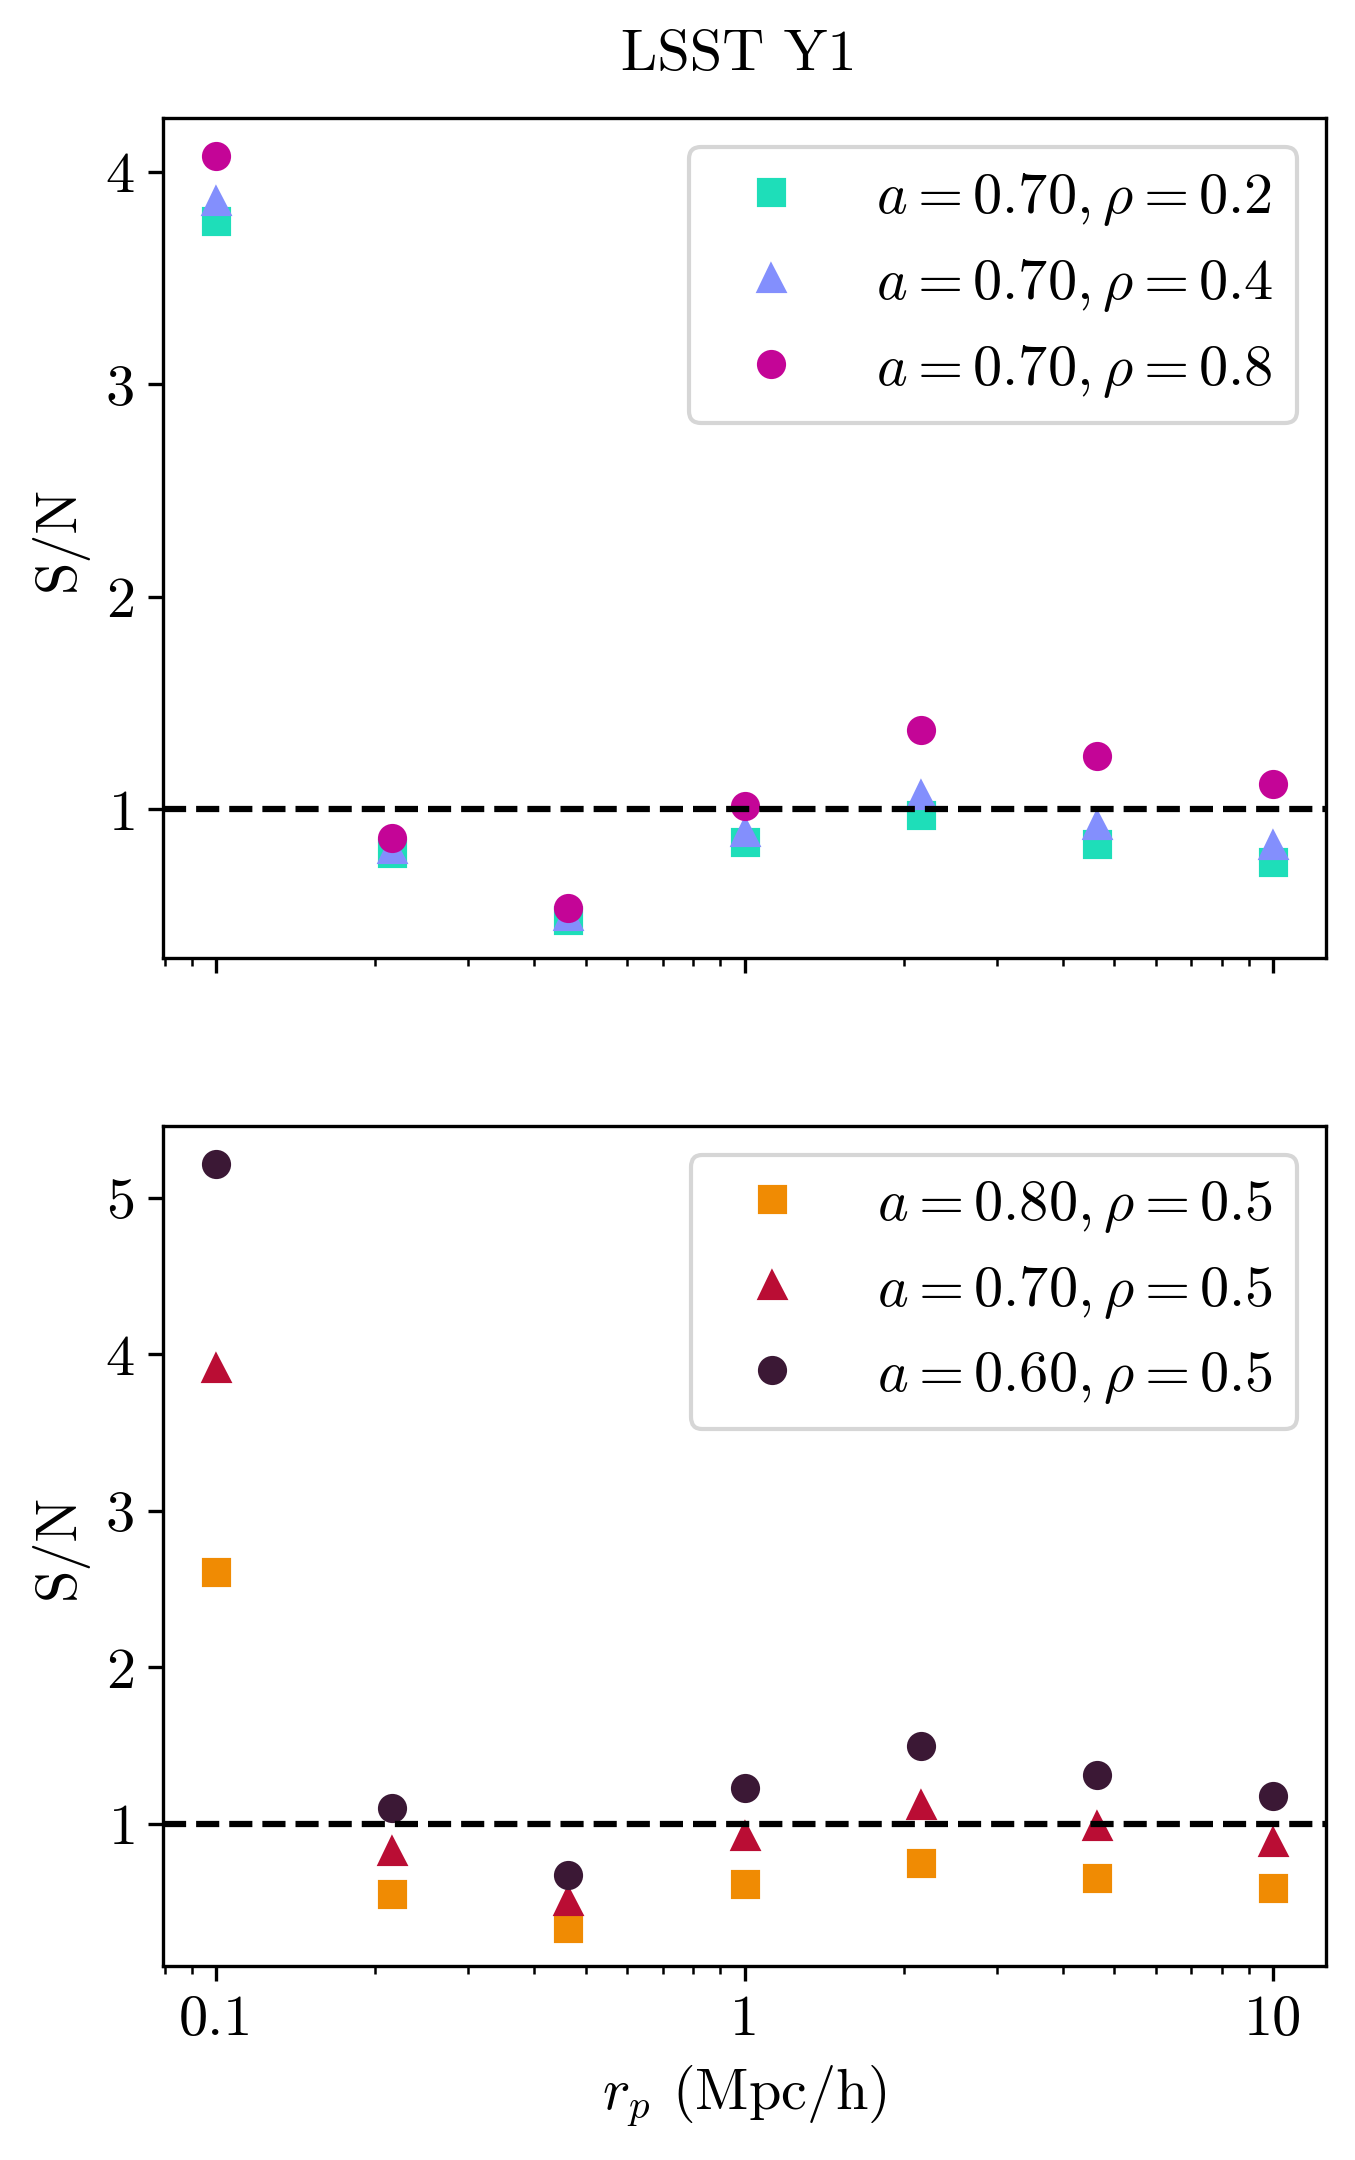 LSST Y1
4
3
2
1
S/N
a = 0.70, ρ = 0.2
a = 0.70, ρ = 0.4
a = 0.70, ρ = 0.8
5
4
3
2
1
S/N
a = 0.80, ρ = 0.5
a = 0.70, ρ = 0.5
a = 0.60, ρ = 0.5
0.1 1 10
r_p (Mpc/h)